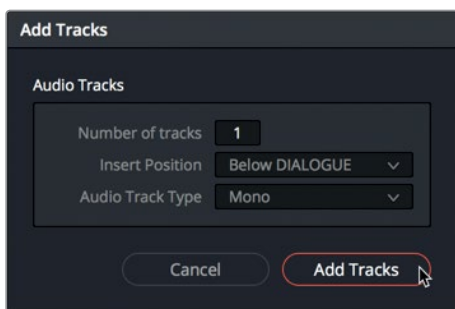 Add Tracks
Audio Tracks
Number of tracks 1
Insert Position Below DIALOGUE
Audio Track Type Mono
Cancel Add Tracks